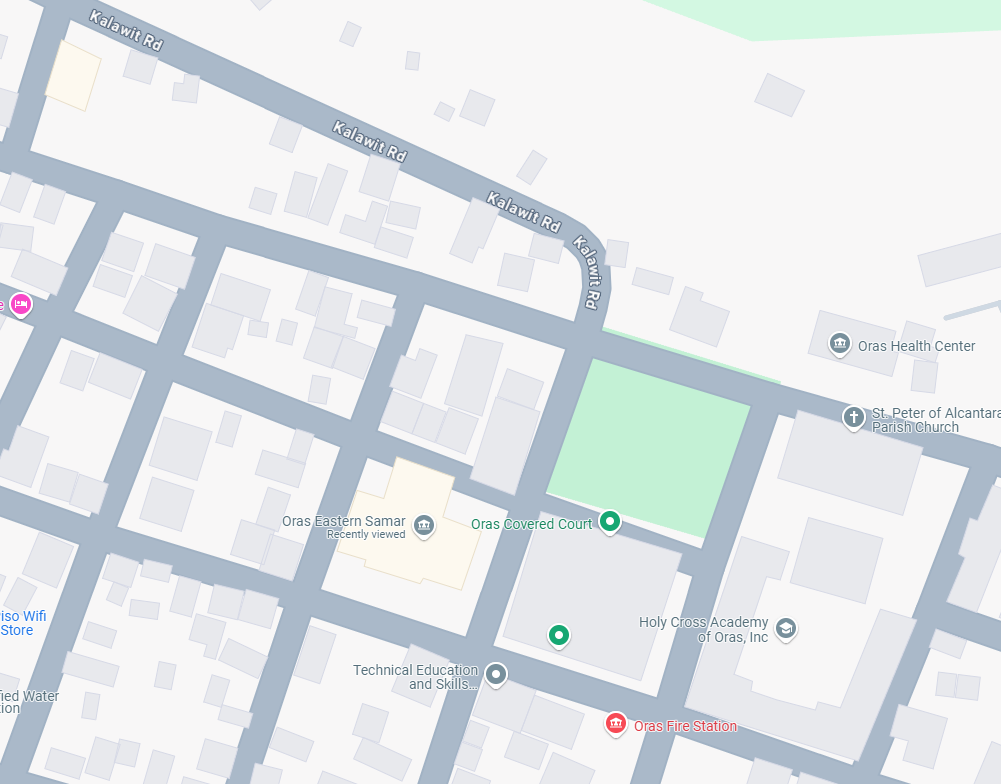 Kalawit Rd
Kalawit Rd
Kalawit Rd
Kalawit Rd
Oras Health Center
St. Peter of Alcantara
Parish Church
Oras Eastern Samar
Recently viewed
Oras Covered Court
Holy Cross Academy
of Oras, Inc
Wifi
Store
Technical Education
and Skills...
Water
Oras Fire Station